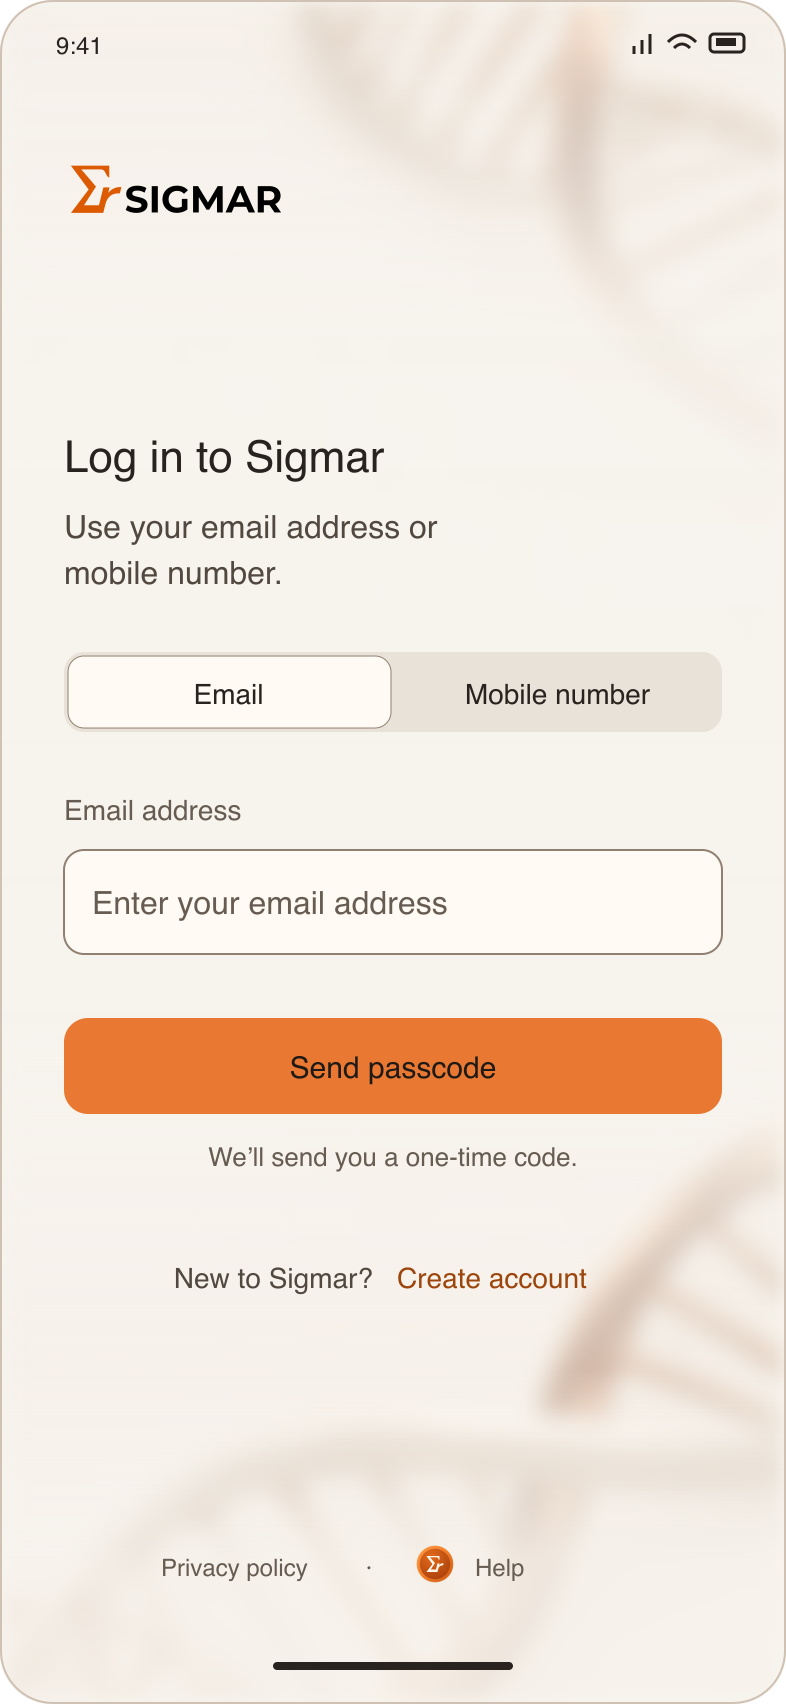 9:41
Σr SIGMAR
Log in to Sigmar
Use your email address or
mobile number.
Email
Mobile number
Email address
Enter your email address
Send passcode
We’ll send you a one-time code.
New to Sigmar? Create account
Privacy policy · Σr Help